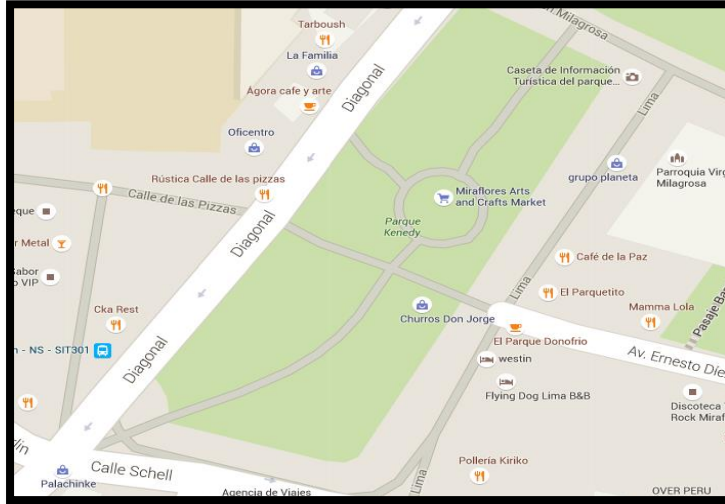 Tarboush
La Familia
Ágora cafe y arte
Diagonal
Milagrosa
Caseta de Información
Turística del parque...
Lima
Oficentro
Rústica Calle de las pizzas
Calle de las Pizzas
grupo planeta
Parroquia Virg
Milagrosa
Miraflores Arts
and Crafts Market
Parque
Kenedy
Diagonal
que
r Metal
Sabor
o VIP
Café de la Paz
Lima
El Parquetito
Mamma Lola
Pasaje Bar
Cka Rest
Churros Don Jorge
El Parque Donofrio
n - NS - SIT301
Diagonal
westin
Av. Ernesto Die
Flying Dog Lima B&B
Discoteca
Rock Miraf
lin
Calle Schell
Palachinke
Agencia de Viajes
Lima
Pollería Kiriko
OVER PERU